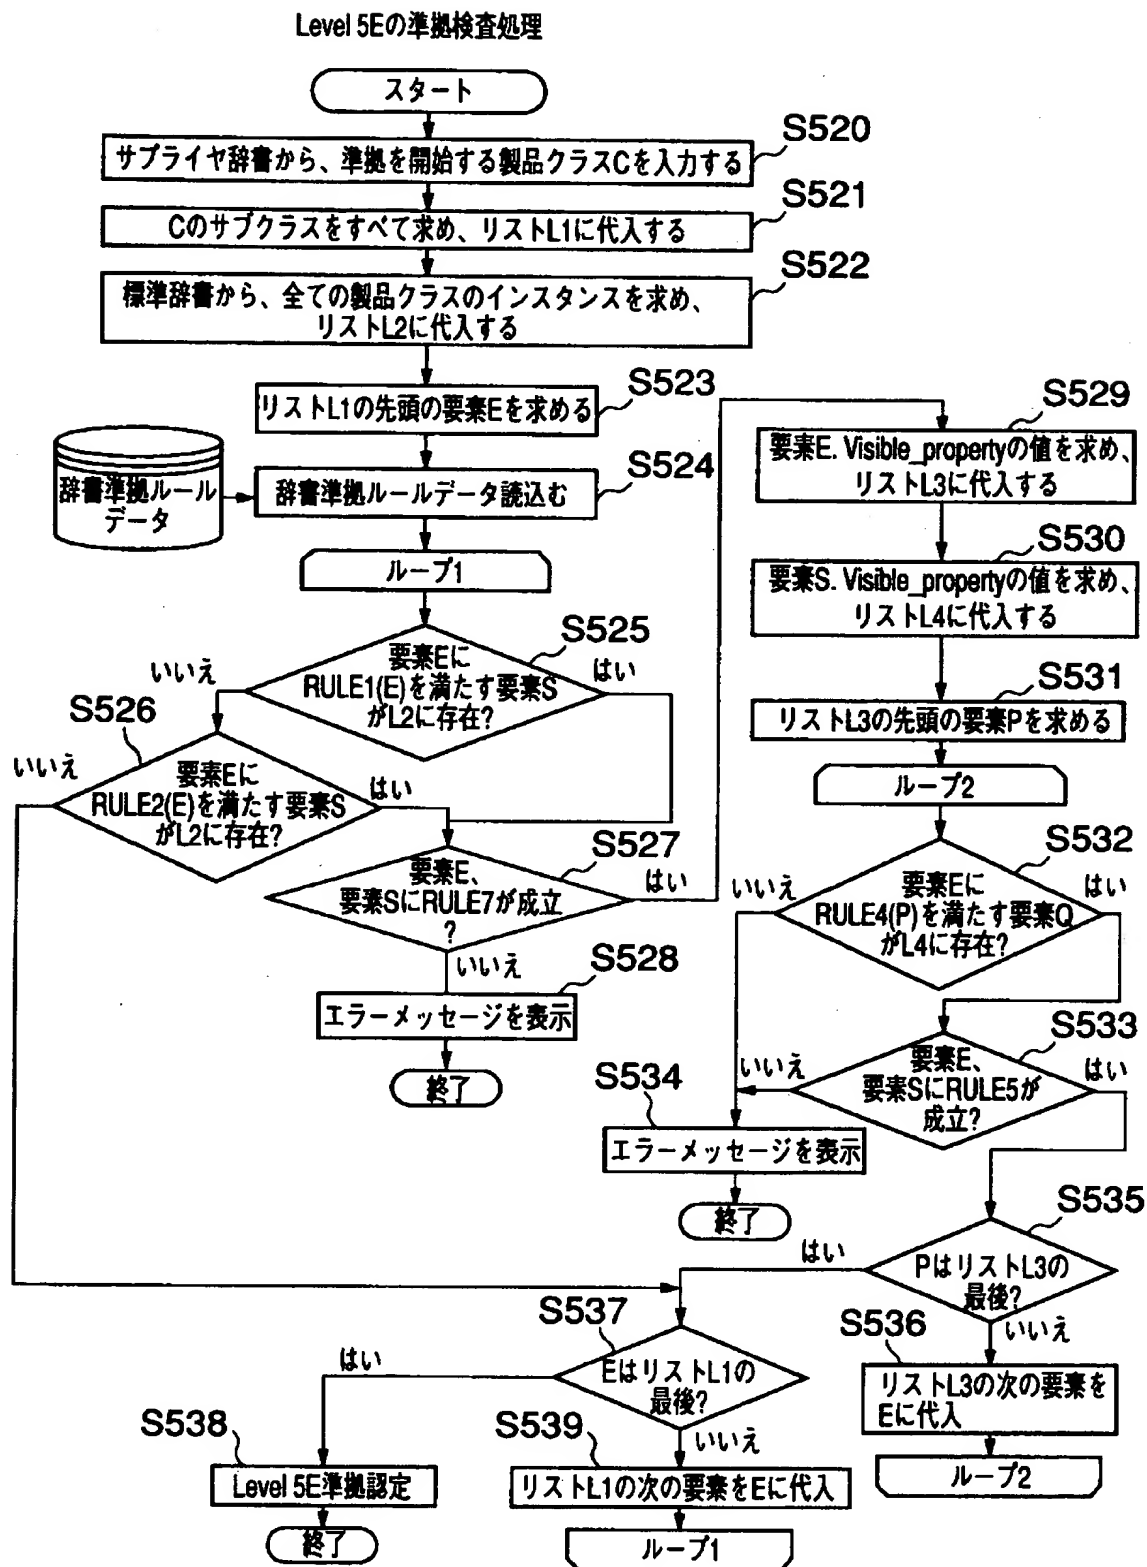 Level 5Eの準拠検査処理
スタート
S520
サプライヤ辞書から、準拠を開始する製品クラスCを入力する
S521
Cのサブクラスをすべて求め、リストL1に代入する
S522
標準辞書から、全ての製品クラスのインスタンスを求め、
リストL2に代入する
S523
リストL1の先頭の要素Eを求める
辞書準拠ルール
データ
S524
辞書準拠ルールデータ読込む
ループ1
S525
要素Eに
RULE1(E)を満たす要素S
がL2に存在?
いいえ
はい
S526
要素Eに
RULE2(E)を満たす要素S
がL2に存在?
いいえ
はい
S527
要素E、
要素SにRULE7が成立
?
はい
いいえ
S528
エラーメッセージを表示
終了
S529
要素E. Visible_propertyの値を求め、
リストL3に代入する
S530
要素S. Visible_propertyの値を求め、
リストL4に代入する
S531
リストL3の先頭の要素Pを求める
ループ2
S532
要素Eに
RULE4(P)を満たす要素Q
がL4に存在?
いいえ
はい
S533
要素E、
要素SにRULE5が
成立?
いいえ
はい
S534
エラーメッセージを表示
終了
S535
PはリストL3の
最後?
はい
いいえ
S536
リストL3の次の要素を
Eに代入
ループ2
S537
EはリストL1の
最後?
はい
いいえ
S538
Level 5E準拠認定
終了
S539
リストL1の次の要素をEに代入
ループ1